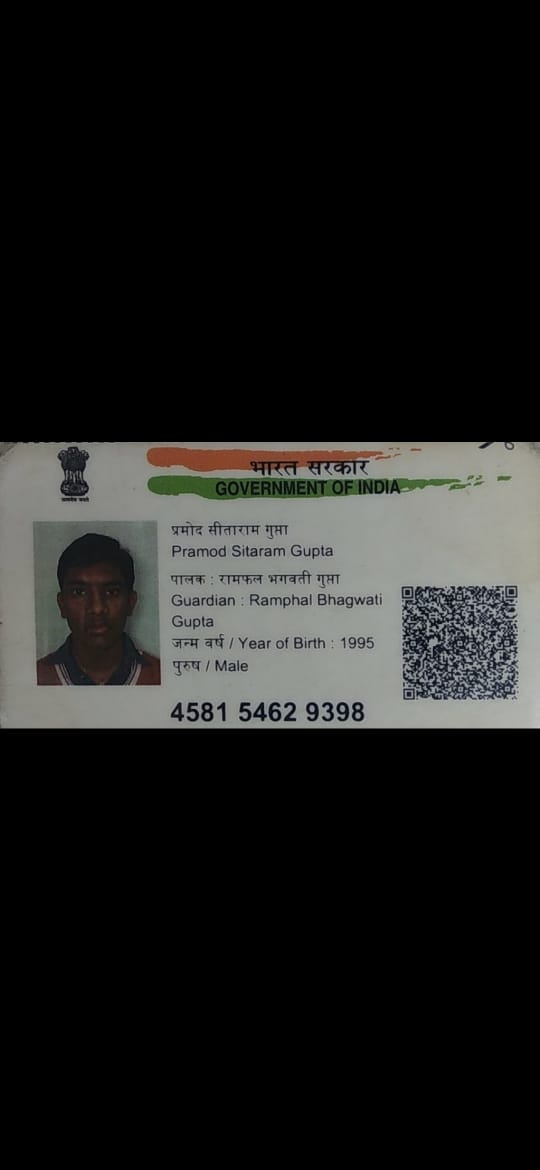 भारत सरकार
GOVERNMENT OF INDIA
प्रमोद सीताराम गुप्ता
Pramod Sitaram Gupta
पालक : रामफल भगवती गुप्ता
Guardian : Ramphal Bhagwati
Gupta
जन्म वर्ष / Year of Birth : 1995
पुरुष / Male
4581 5462 9398